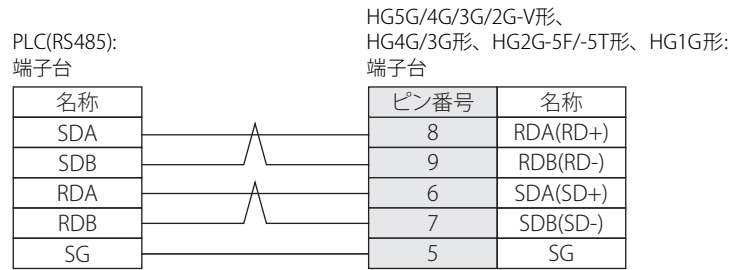 HG5G/4G/3G/2G-V形、
PLC(RS485):
HG4G/3G形、HG2G-5F/-5T形、HG1G形:
端子台
端子台
名称
ピン番号
名称
SDA
8
RDA(RD+)
SDB
9
RDB(RD-)
RDA
6
SDA(SD+)
RDB
7
SDB(SD-)
SG
5
SG